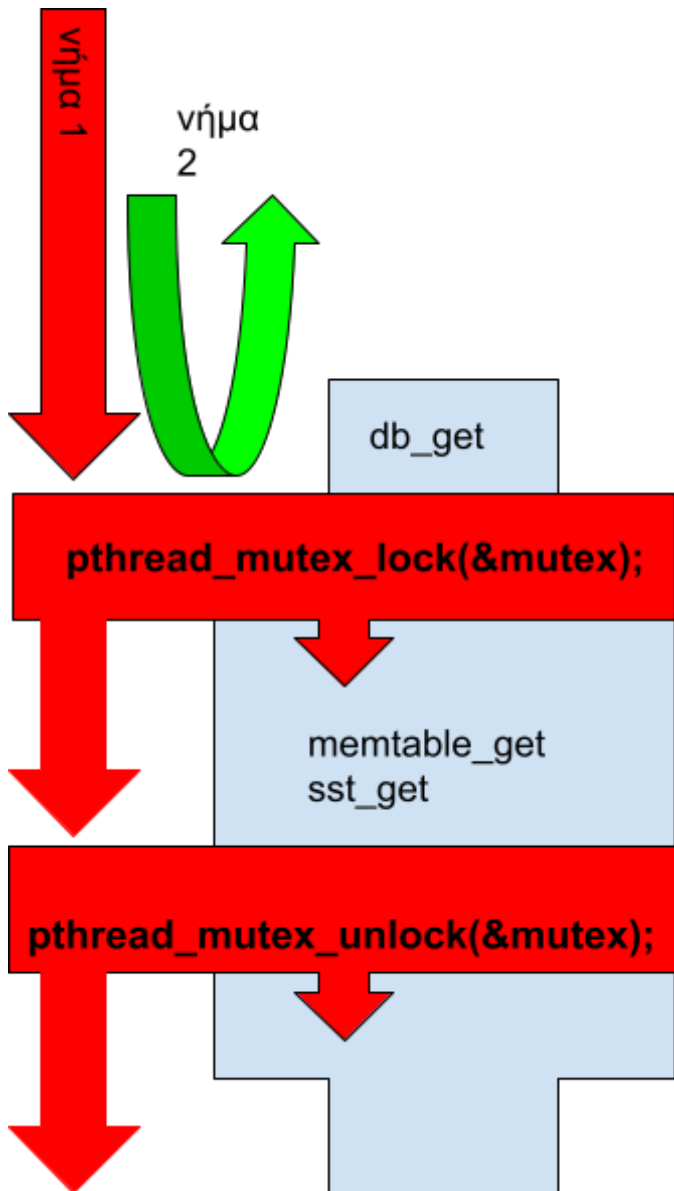 νήμα 1
νήμα
2
db_get
pthread_mutex_lock(&mutex);
memtable_get
sst_get
pthread_mutex_unlock(&mutex);